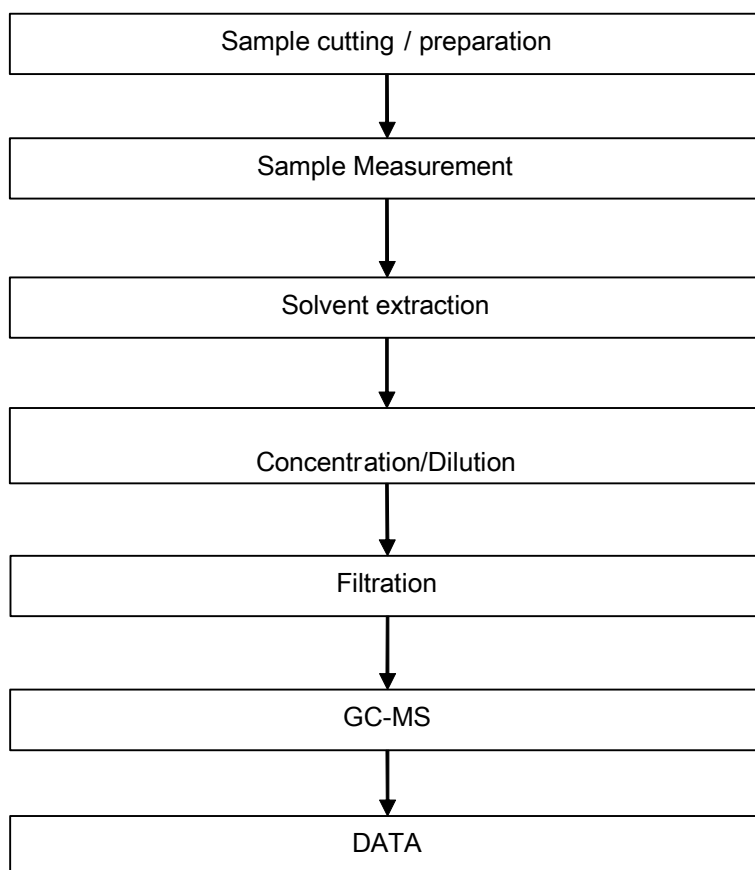 Sample cutting / preparation
Sample Measurement
Solvent extraction
Concentration/Dilution
Filtration
GC-MS
DATA